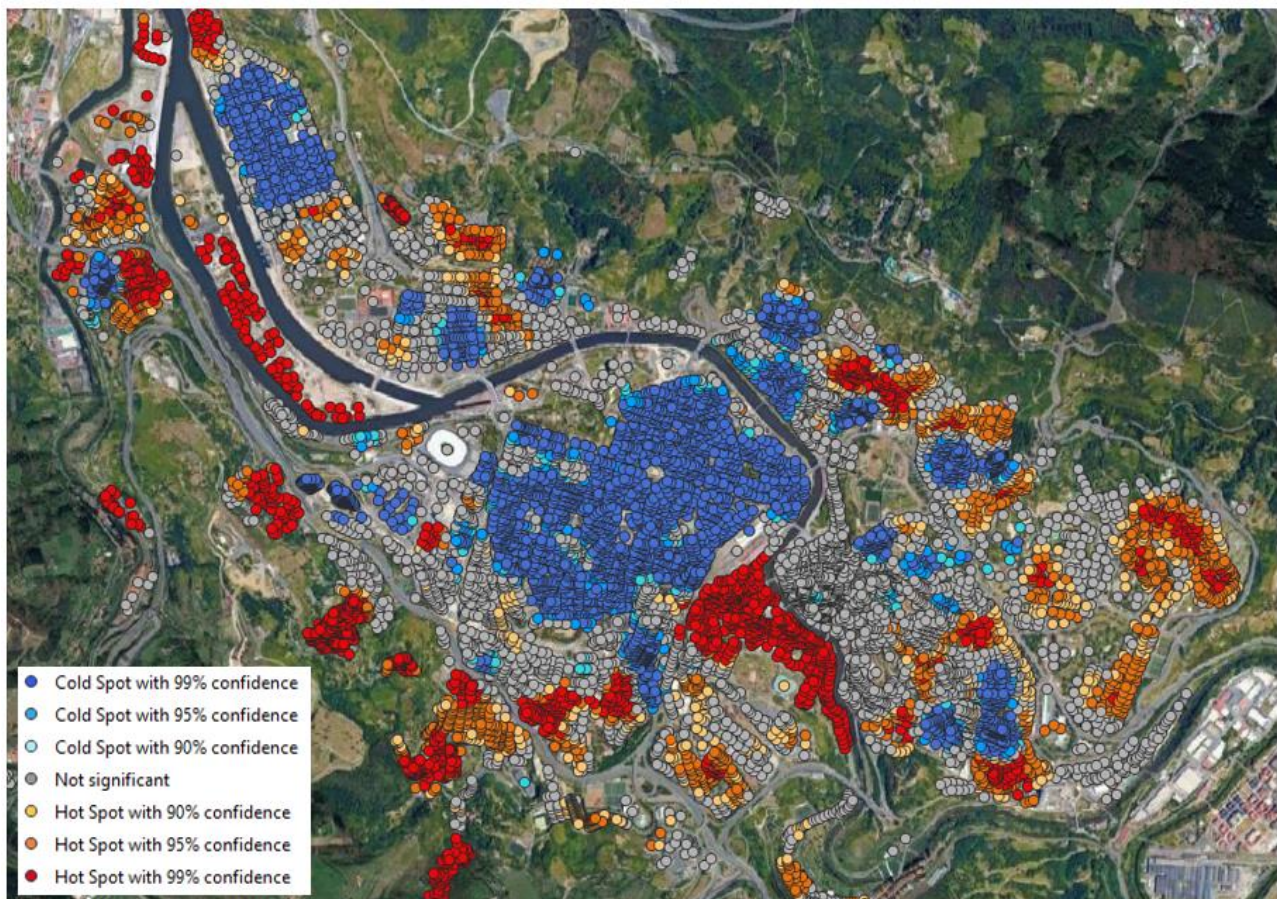 Cold Spot with 99% confidence
Cold Spot with 95% confidence
Cold Spot with 90% confidence
Not significant
Hot Spot with 90% confidence
Hot Spot with 95% confidence
Hot Spot with 99% confidence